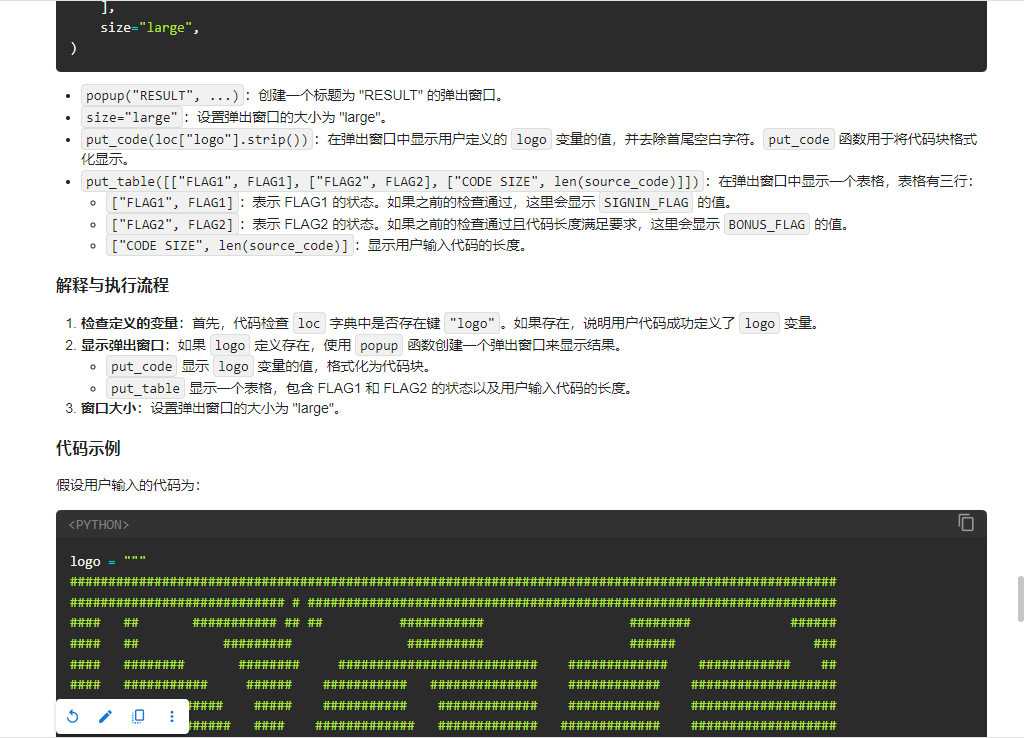 ],
size="large",
)
popup("RESULT", ...)：创建一个标题为 "RESULT" 的弹出窗口。
size="large"：设置弹出窗口的大小为 "large"。
put_code(loc["logo"].strip())：在弹出窗口中显示用户定义的 logo 变量的值，并去除首尾空白字符。put_code 函数用于将代码块格式
化显示。
put_table([["FLAG1", FLAG1], ["FLAG2", FLAG2], ["CODE SIZE", len(source_code)]])：在弹出窗口中显示一个表格，表格有三行：
["FLAG1", FLAG1]：表示 FLAG1 的状态。如果之前的检查通过，这里会显示 SIGNIN_FLAG 的值。
["FLAG2", FLAG2]：表示 FLAG2 的状态。如果之前的检查通过且代码长度满足要求，这里会显示 BONUS_FLAG 的值。
["CODE SIZE", len(source_code)]：显示用户输入代码的长度。
解释与执行流程
1. 检查定义的变量：首先，代码检查 loc 字典中是否存在键 "logo"。如果存在，说明用户代码成功定义了 logo 变量。
2. 显示弹出窗口：如果 logo 定义存在，使用 popup 函数创建一个弹出窗口来显示结果。
put_code 显示 logo 变量的值，格式化为代码块。
put_table 显示一个表格，包含 FLAG1 和 FLAG2 的状态以及用户输入代码的长度。
3. 窗口大小：设置弹出窗口的大小为 "large"。
代码示例
假设用户输入的代码为：
<PYTHON>
logo = """
####################################################################################################
############################ # #####################################################################
####   ##       ########### ## ##          ###########                   ########             ######
####   ##           #########               ###########                   ######                  ###
####   ########       ########     ##########################    #############    ############    ##
####   ###########     ######    ###########   ##############    ############    ###################
#####    #####    ###########    #############    ############    ###################
######   ####    #############   #############   #############    ###################